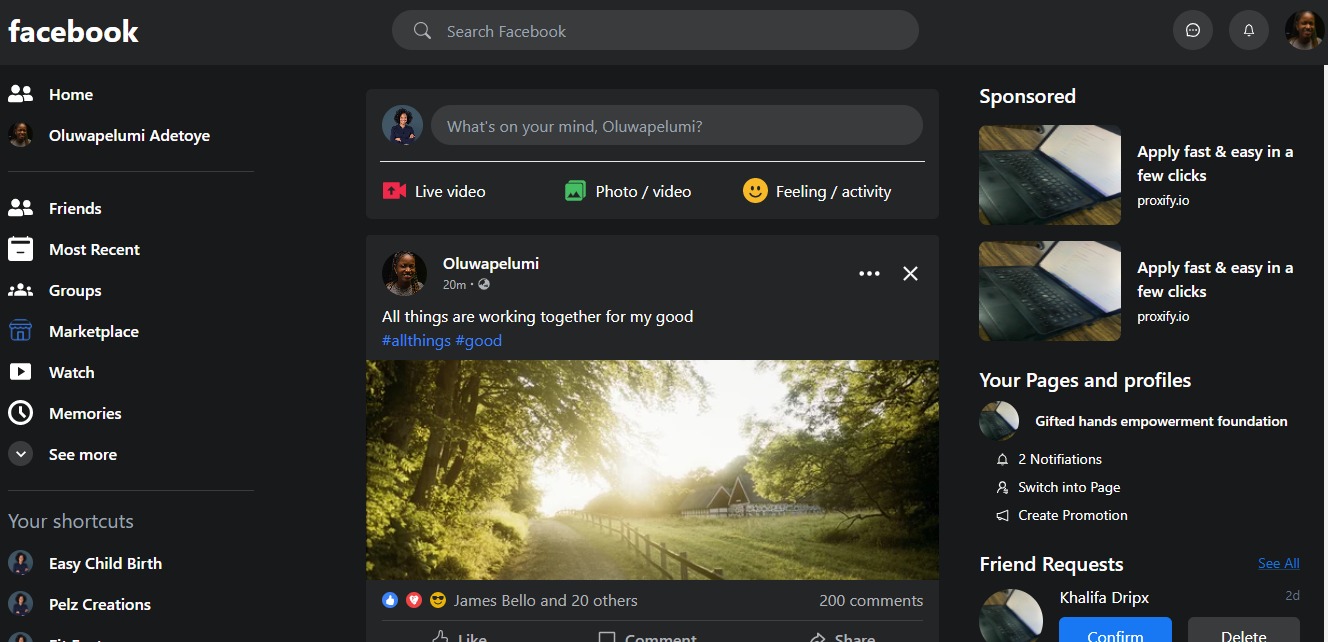 facebook
Search Facebook
Home
Oluwapelumi Adetoye
Friends
Most Recent
Groups
Marketplace
Watch
Memories
See more
Your shortcuts
Easy Child Birth
Pelz Creations
What's on your mind, Oluwapelumi?
Live video
Photo / video
Feeling / activity
Oluwapelumi
20m •
All things are working together for my good
#allthings #good
James Bello and 20 others
200 comments
Like
Comment
Share
Sponsored
Apply fast & easy in a
few clicks
proxify.io
Apply fast & easy in a
few clicks
proxify.io
Your Pages and profiles
Gifted hands empowerment foundation
2 Notifiations
Switch into Page
Create Promotion
Friend Requests
See All
Khalifa Dripx
2d
Confirm
Delete